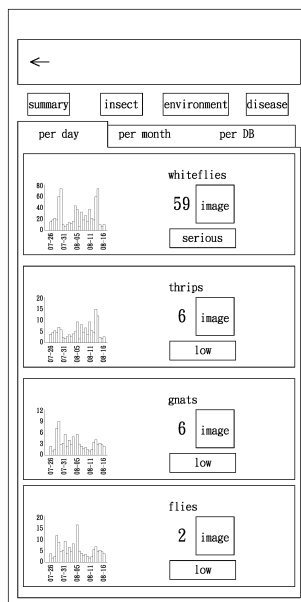 ←
summary insect environment disease
per day per month per DB
whiteflies
80
60
40
20
0
59 image
serious
07-26 07-31 08-05 08-11 08-16
thrips
20
15
10
5
0
6 image
low
07-26 07-31 08-05 08-11 08-16
gnats
12
9
6
3
0
6 image
low
07-26 07-31 08-05 08-11 08-16
flies
20
15
10
5
0
2 image
low
07-26 07-31 08-05 08-11 08-16